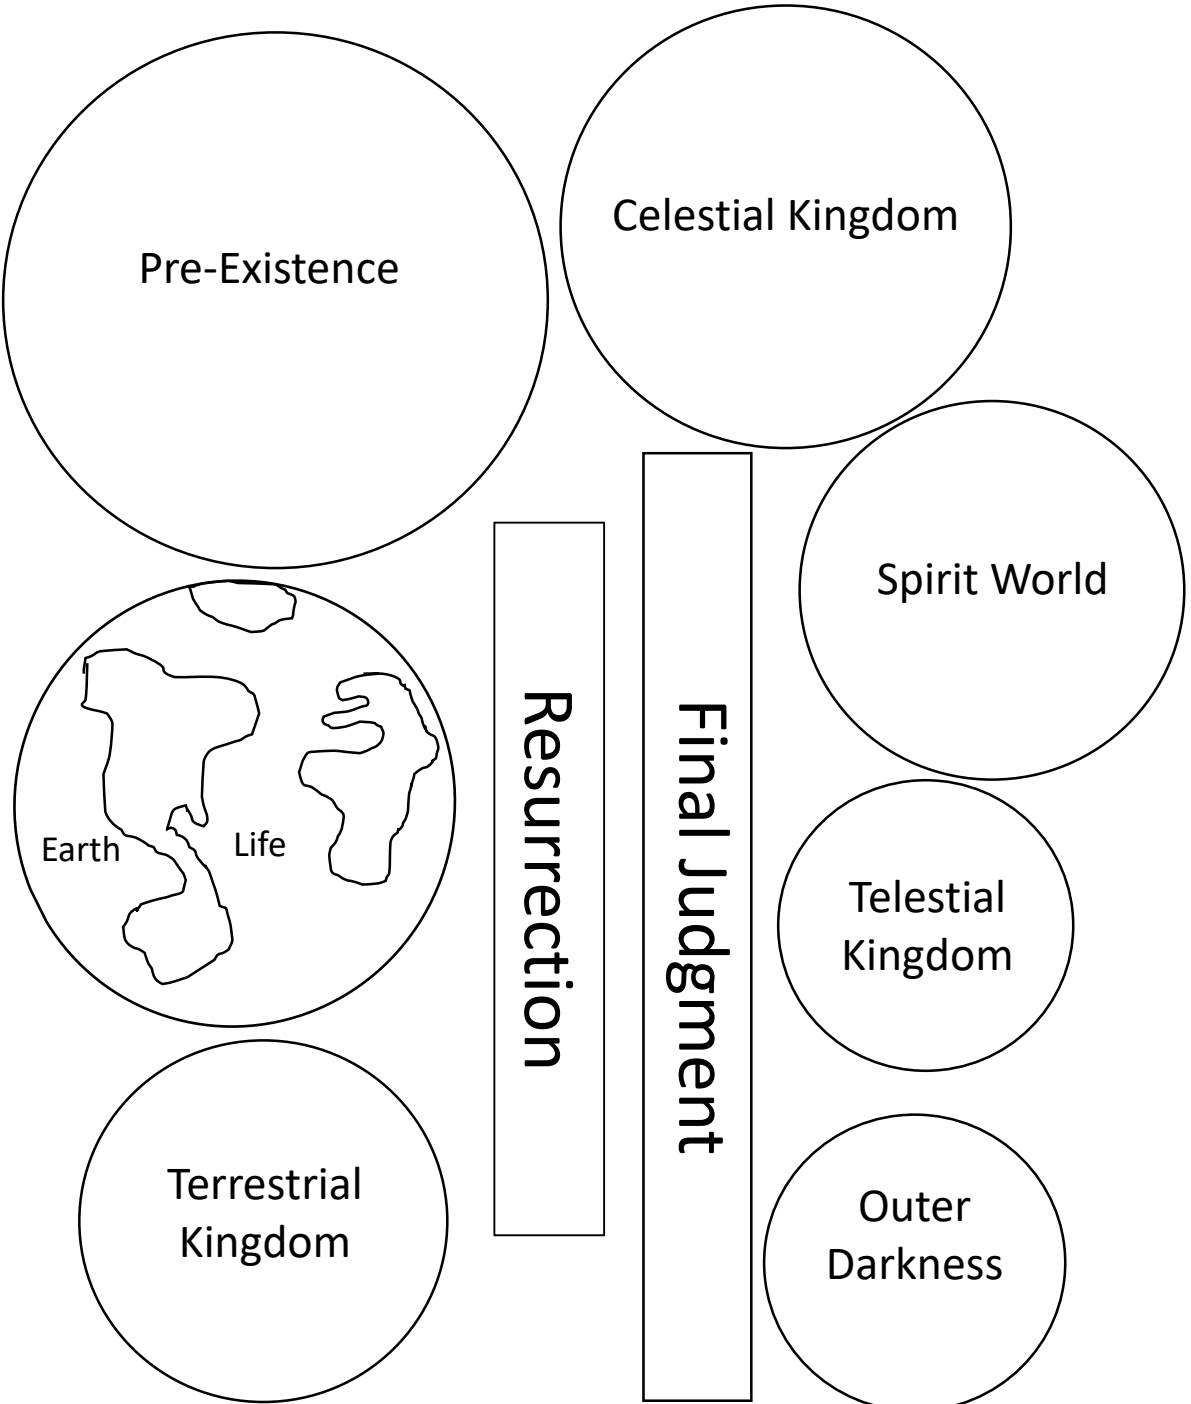 Pre-Existence
Celestial Kingdom
Spirit World
Resurrection
Final Judgment
Earth
Life
Telestial
Kingdom
Terrestrial
Kingdom
Outer
Darkness